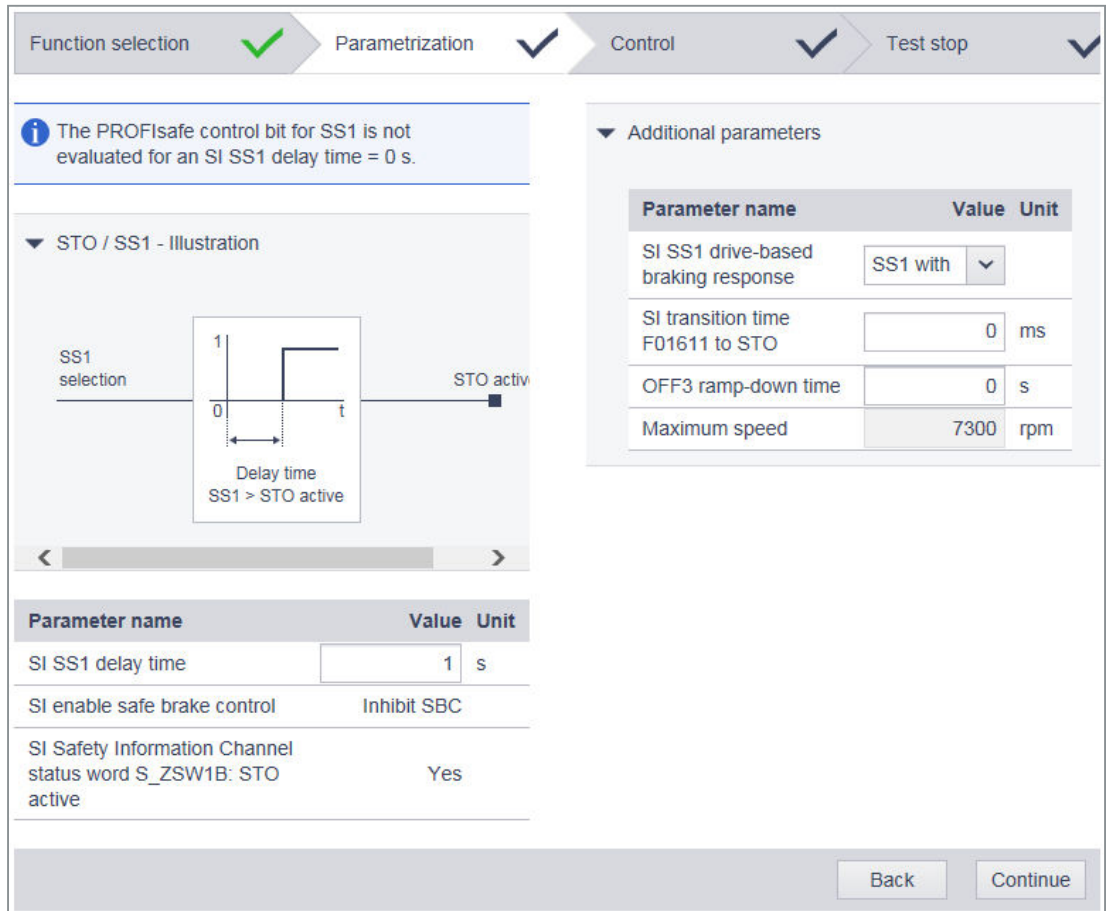 Function selection
Parametrization
Control
Test stop
The PROFIsafe control bit for SS1 is not
evaluated for an SI SS1 delay time = 0 s.
STO / SS1 - Illustration
SS1
selection
1
0
t
Delay time
SS1 > STO active
STO activ
Parameter name Value Unit
SI SS1 delay time 1 s
SI enable safe brake control Inhibit SBC
SI Safety Information Channel
status word S_ZSW1B: STO Yes
active
Additional parameters
Parameter name Value Unit
SI SS1 drive-based
braking response SS1 with
SI transition time
F01611 to STO 0 ms
OFF3 ramp-down time 0 s
Maximum speed 7300 rpm
Back
Continue